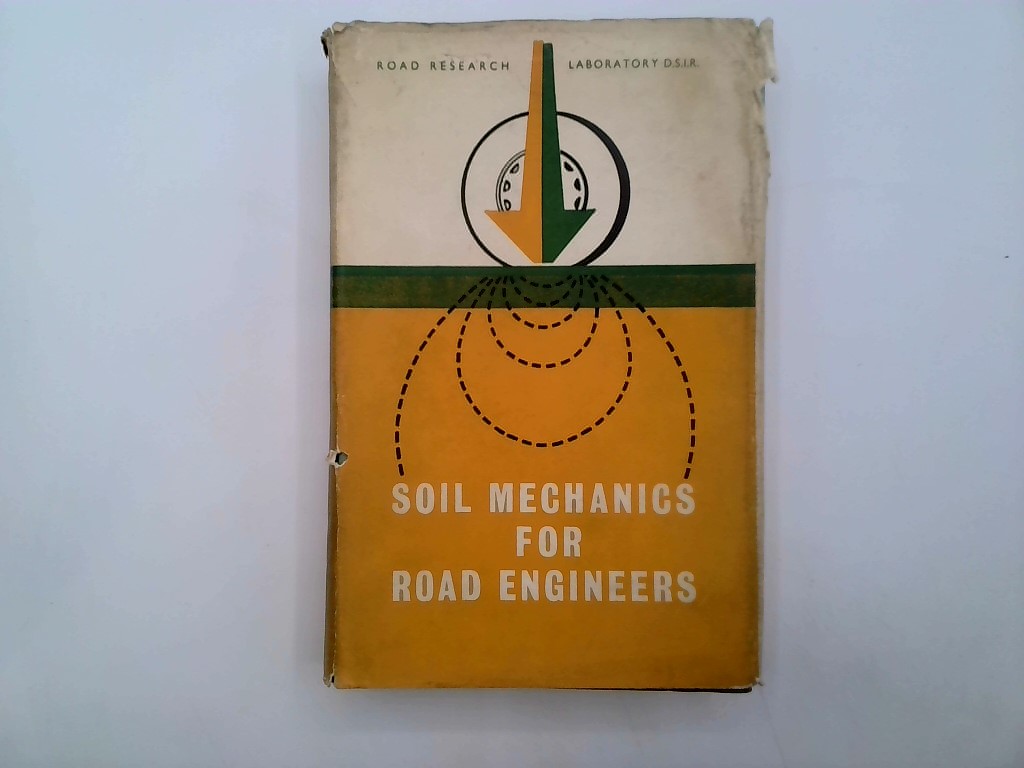 ROAD RESEARCH LABORATORY D.S.I.R.
SOIL MECHANICS
FOR
ROAD ENGINEERS